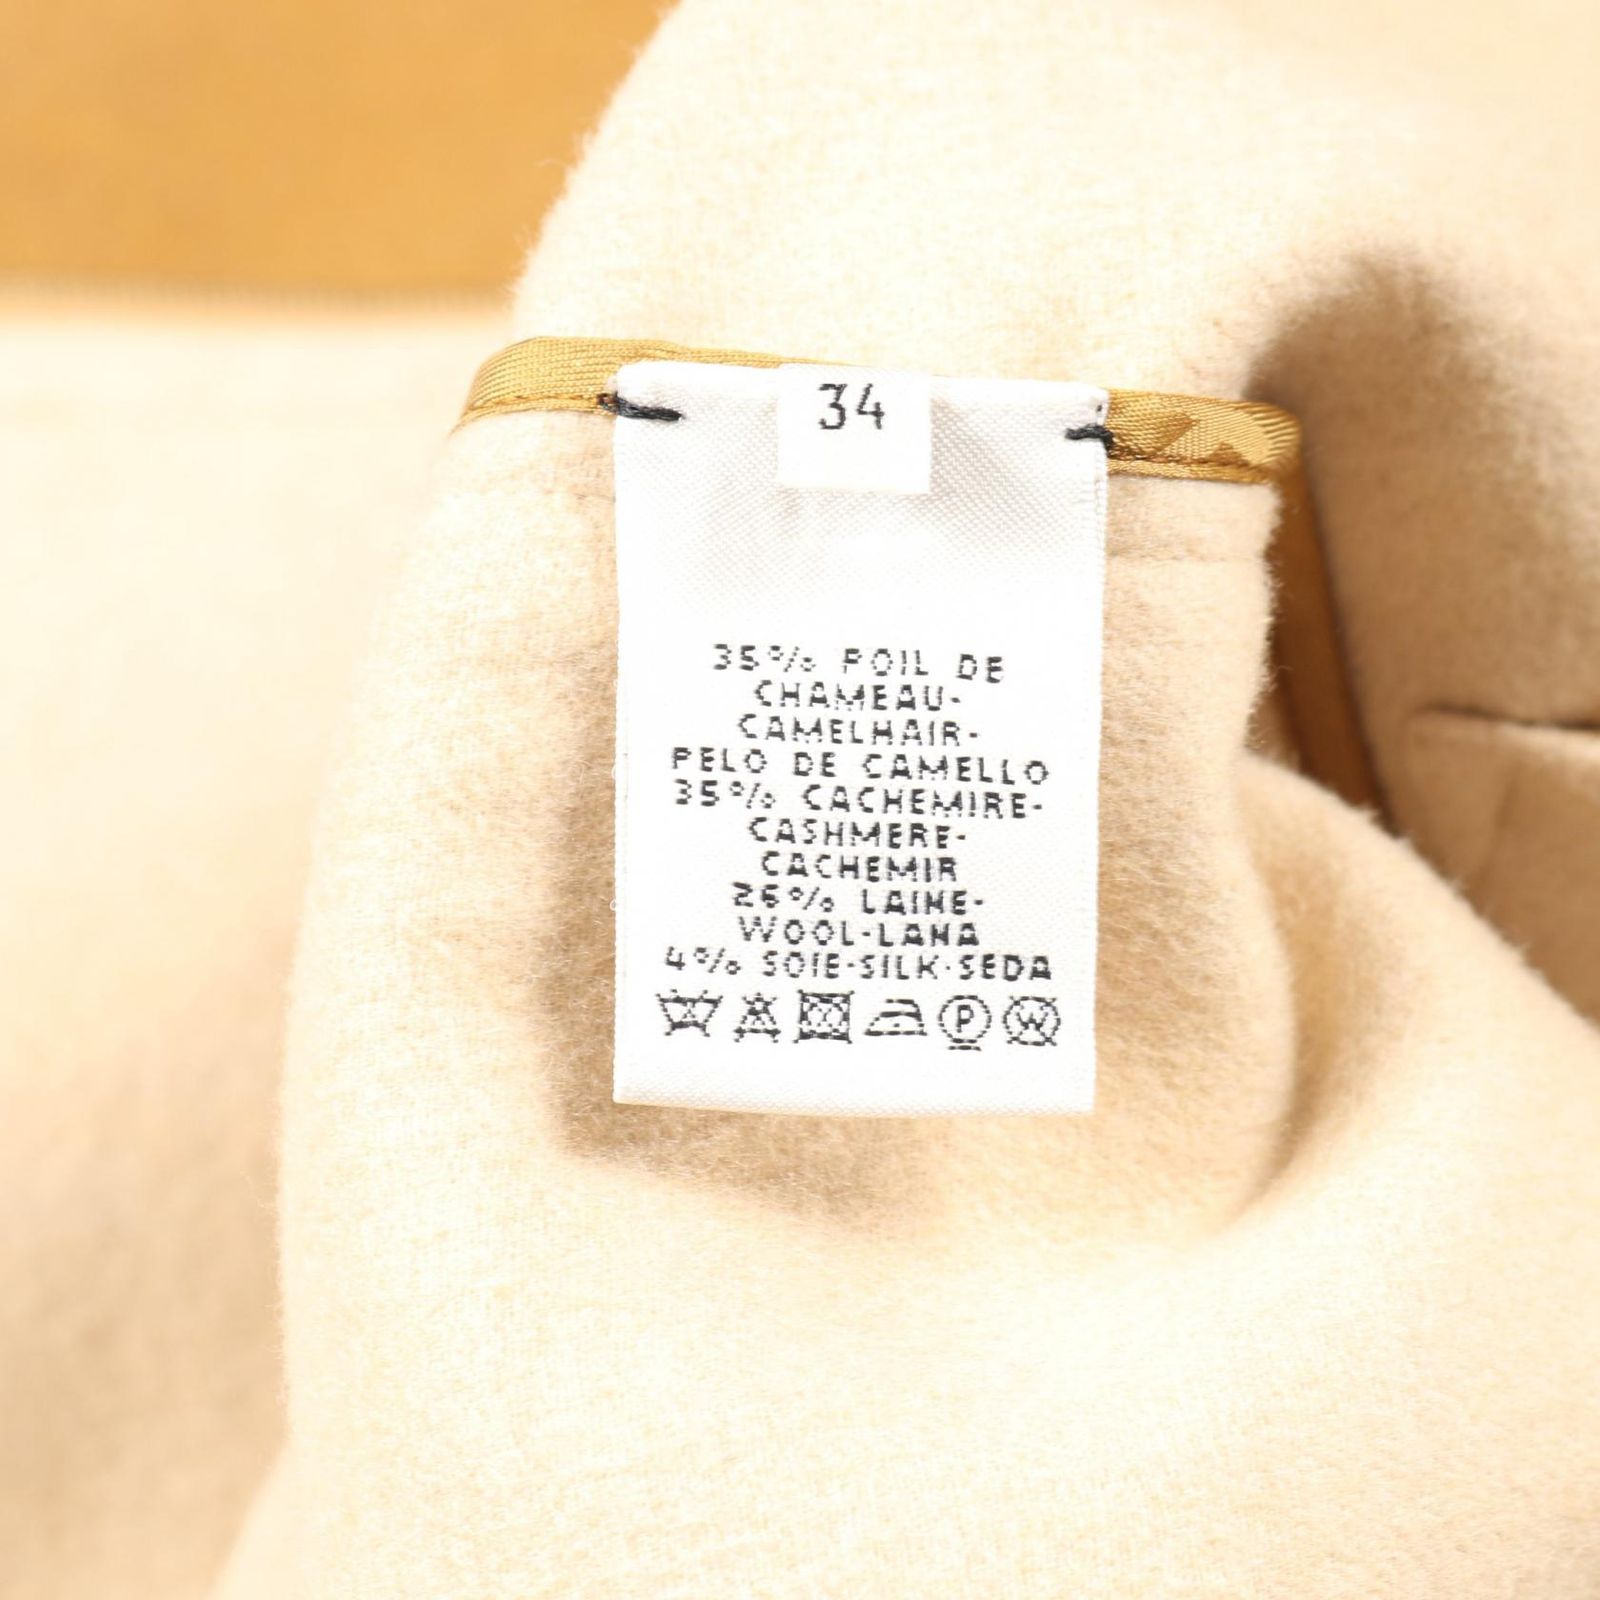 34
35% POIL DE
CHAMEAU-
CAMELHAIR-
PELO DE CAMELLO
35% CACHEMIRE-
CASHMERE-
CACHEMIR
26% LAINE-
WOOL-LANA
4% SOIE-SILK-SEDA
P W